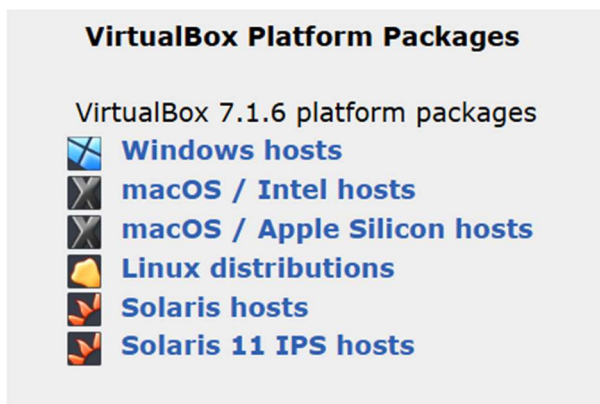 VirtualBox Platform Packages
VirtualBox 7.1.6 platform packages
Windows hosts
macOS / Intel hosts
macOS / Apple Silicon hosts
Linux distributions
Solaris hosts
Solaris 11 IPS hosts